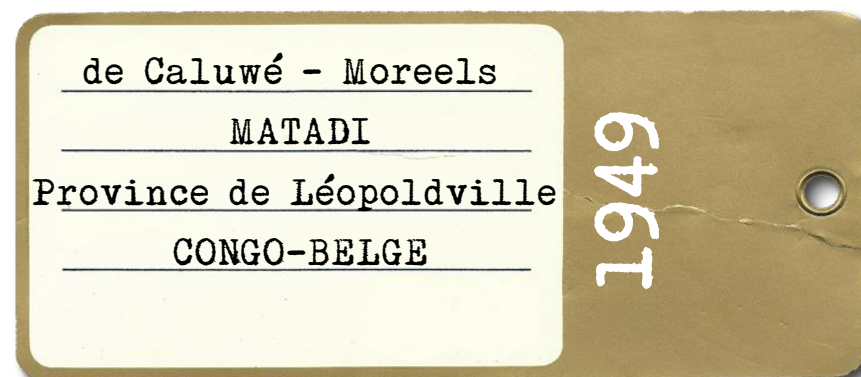 de Caluwé - Moreels
MATADI
Province de Léopoldville
CONGO-BELGE
1949